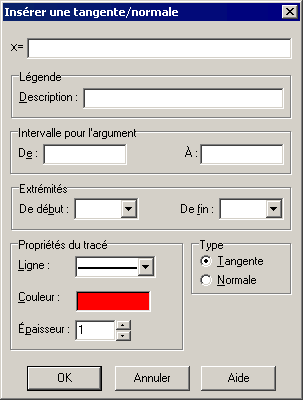 Insérer une tangente/normale
x=
Légende
Description :
Intervalle pour l'argument
De : À :
Extrémités
De début : De fin :
Propriétés du tracé
Type
Ligne :
Tangente
Normale
Couleur :
Épaisseur : 1
OK Annuler Aide